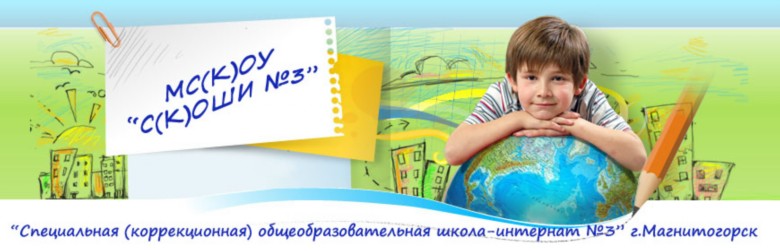 МС(К)ОУ
“С(К)ОШИ №3”
“Специальная (коррекционная) общеобразовательная школа-интернат №3” г.Магнитогорск